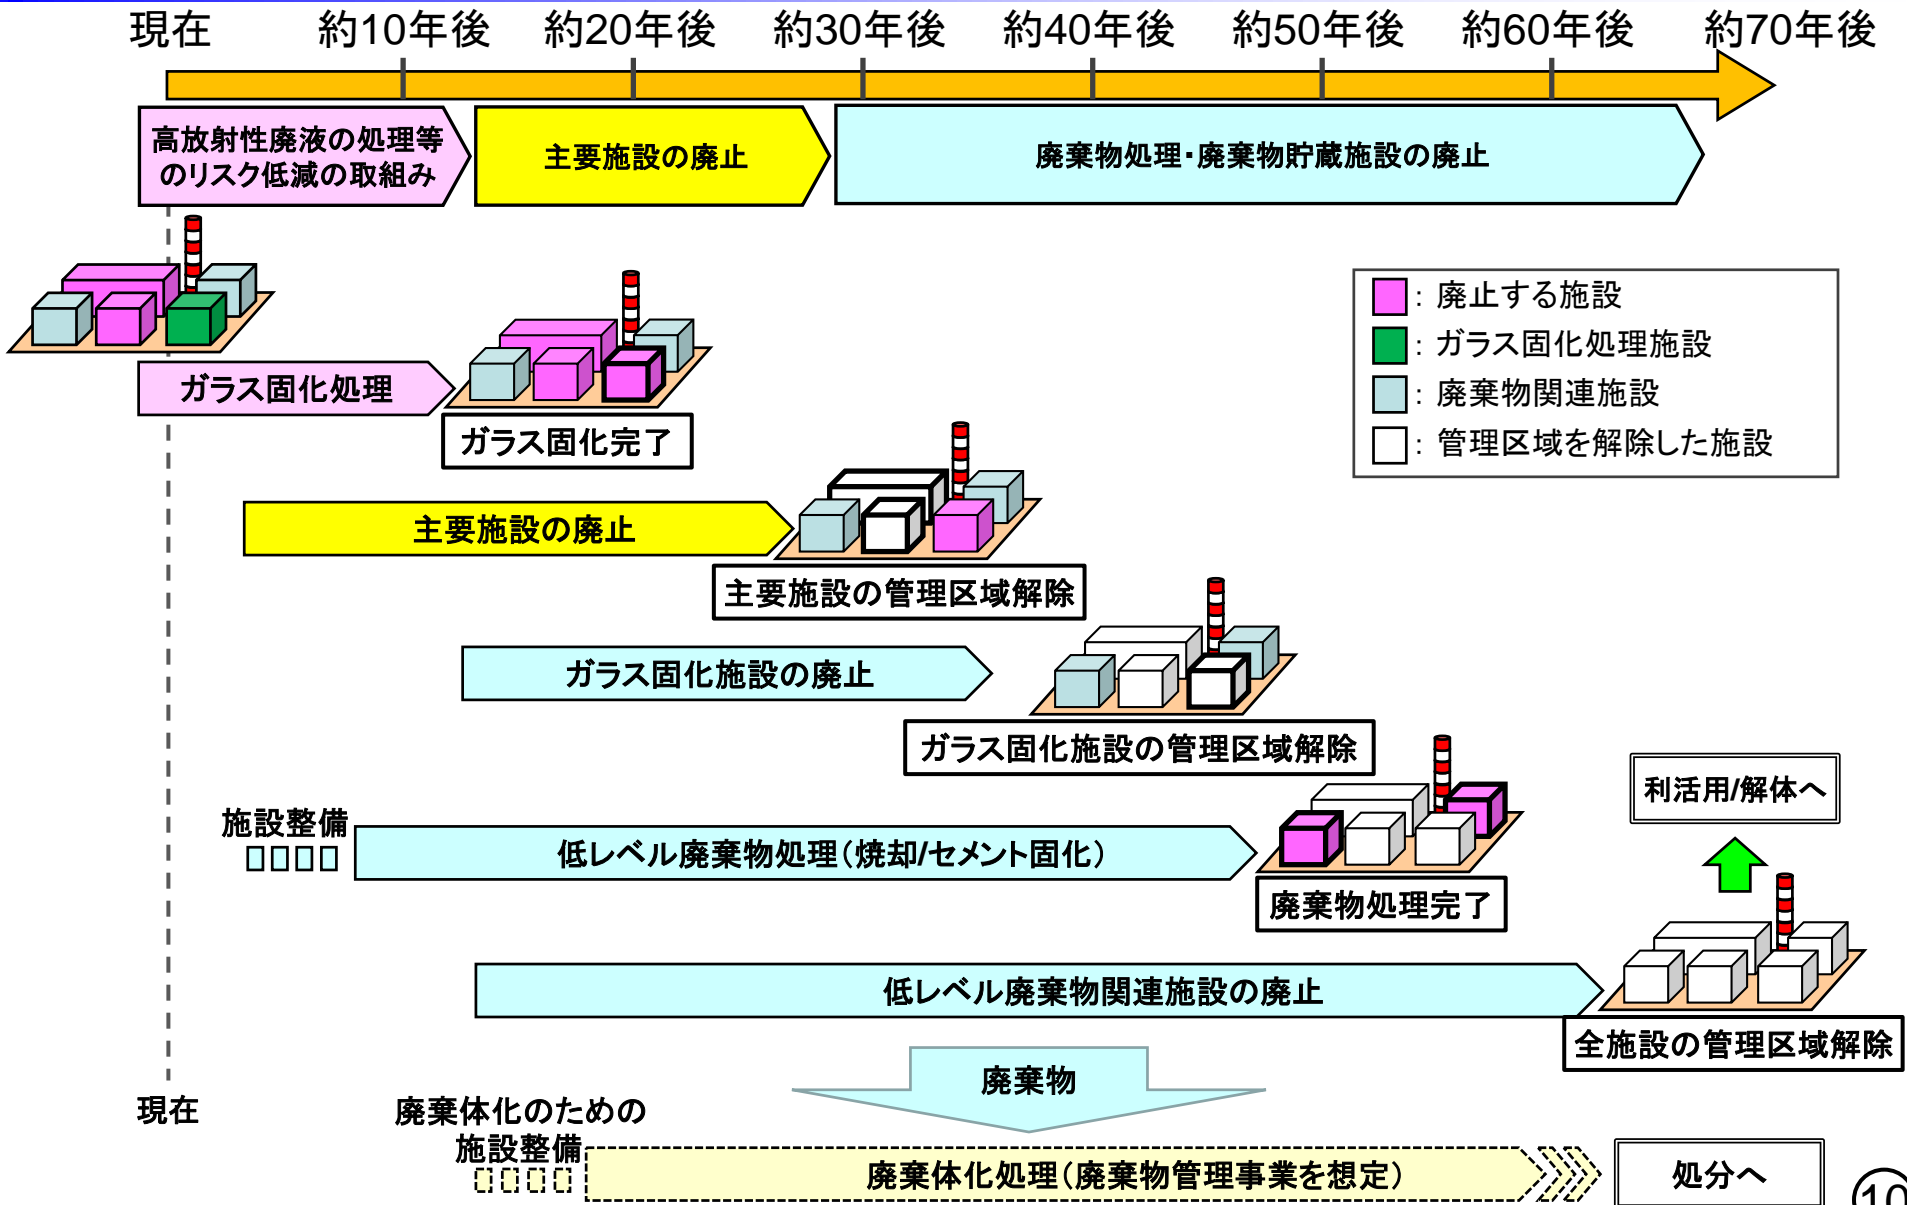 現在 約10年後 約20年後 約30年後 約40年後 約50年後 約60年後 約70年後
高放射性廃液の処理等
のリスク低減の取組み
主要施設の廃止
廃棄物処理・廃棄物貯蔵施設の廃止
：廃止する施設
：ガラス固化処理施設
：廃棄物関連施設
：管理区域を解除した施設
ガラス固化処理
ガラス固化完了
主要施設の廃止
主要施設の管理区域解除
ガラス固化施設の廃止
ガラス固化施設の管理区域解除
利活用/解体へ
施設整備
低レベル廃棄物処理（焼却/セメント固化）
廃棄物処理完了
低レベル廃棄物関連施設の廃止
全施設の管理区域解除
廃棄物
現在
廃棄体化のための
施設整備
廃棄体化処理（廃棄物管理事業を想定）
処分へ
10